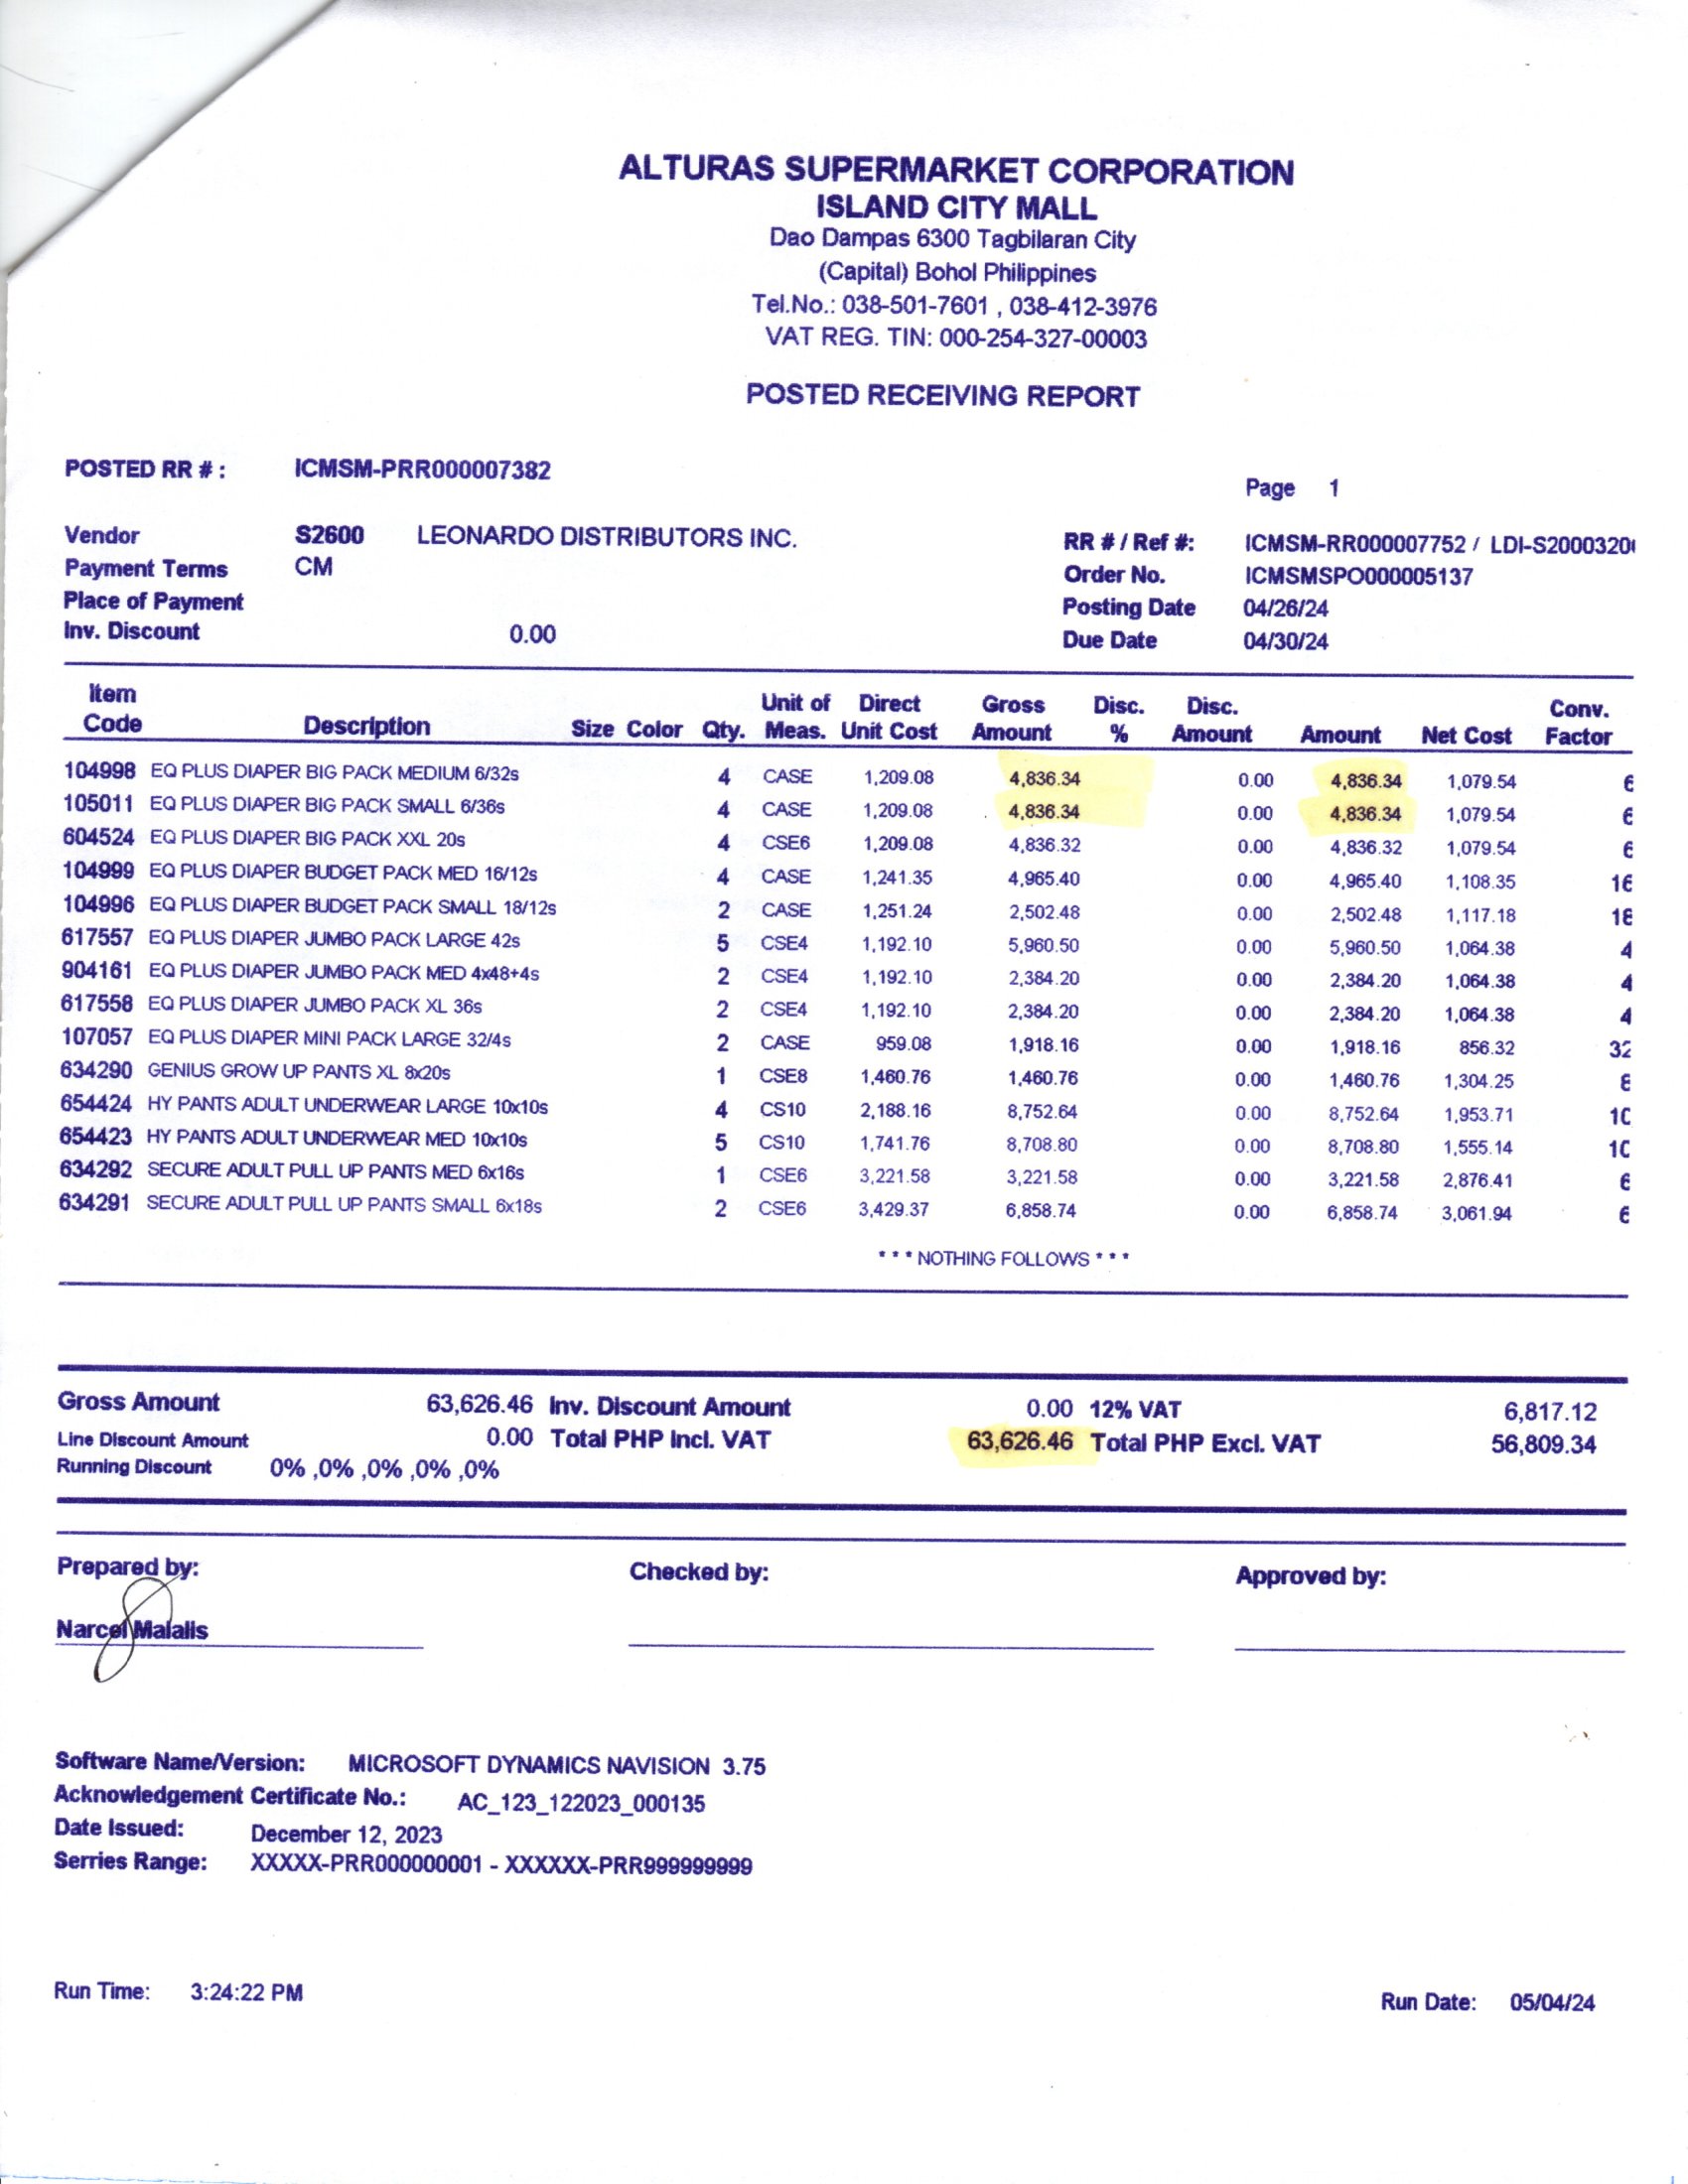 ALTURAS SUPERMARKET CORPORATION
ISLAND CITY MALL
Dao Dampas 6300 Tagbilaran City
(Capital) Bohol Philippines
Tel.No.: 038-501-7601 , 038-412-3976
VAT REG. TIN: 000-254-327-00003
POSTED RECEIVING REPORT
POSTED RR # : ICMSM-PRR000007382
Page 1
Vendor S2600 LEONARDO DISTRIBUTORS INC. RR # / Ref #: ICMSM-RR000007752 / LDI-S2000320
Payment Terms CM Order No. ICMSMSPO000005137
Place of Payment Posting Date 04/26/24
Inv. Discount 0.00 Due Date 04/30/24
Item Code Description Size Color Qty. Unit of Meas. Direct Unit Cost Gross Amount Disc. % Disc. Amount Amount Net Cost Conv. Factor
104998 EQ PLUS DIAPER BIG PACK MEDIUM 6/32s 4 CASE 1,209.08 4,836.34 0.00 4,836.34 1,079.54 6
105011 EQ PLUS DIAPER BIG PACK SMALL 6/36s 4 CASE 1,209.08 4,836.34 0.00 4,836.34 1,079.54 6
604524 EQ PLUS DIAPER BIG PACK XXL 20s 4 CSE6 1,209.08 4,836.32 0.00 4,836.32 1,079.54 6
104999 EQ PLUS DIAPER BUDGET PACK MED 16/12s 4 CASE 1,241.35 4,965.40 0.00 4,965.40 1,108.35 16
104996 EQ PLUS DIAPER BUDGET PACK SMALL 18/12s 2 CASE 1,251.24 2,502.48 0.00 2,502.48 1,117.18 18
617557 EQ PLUS DIAPER JUMBO PACK LARGE 42s 5 CSE4 1,192.10 5,960.50 0.00 5,960.50 1,064.38 4
904161 EQ PLUS DIAPER JUMBO PACK MED 4x48+4s 2 CSE4 1,192.10 2,384.20 0.00 2,384.20 1,064.38 4
617558 EQ PLUS DIAPER JUMBO PACK XL 36s 2 CSE4 1,192.10 2,384.20 0.00 2,384.20 1,064.38 4
107057 EQ PLUS DIAPER MINI PACK LARGE 32/4s 2 CASE 959.08 1,918.16 0.00 1,918.16 856.32 32
634290 GENIUS GROW UP PANTS XL 8x20s 1 CSE8 1,460.76 1,460.76 0.00 1,460.76 1,304.25 8
654424 HY PANTS ADULT UNDERWEAR LARGE 10x10s 4 CS10 2,188.16 8,752.64 0.00 8,752.64 1,953.71 10
654423 HY PANTS ADULT UNDERWEAR MED 10x10s 5 CS10 1,741.76 8,708.80 0.00 8,708.80 1,555.14 10
634292 SECURE ADULT PULL UP PANTS MED 6x16s 1 CSE6 3,221.58 3,221.58 0.00 3,221.58 2,876.41 6
634291 SECURE ADULT PULL UP PANTS SMALL 6x18s 2 CSE6 3,429.37 6,858.74 0.00 6,858.74 3,061.94 6
* * * NOTHING FOLLOWS * * *
Gross Amount 63,626.46 Inv. Discount Amount 0.00 12% VAT 6,817.12
Line Discount Amount 0.00 Total PHP Incl. VAT 63,626.46 Total PHP Excl. VAT 56,809.34
Running Discount 0% ,0% ,0% ,0% ,0%
Prepared by: Checked by: Approved by:
Narcel Malalis
Software Name/Version: MICROSOFT DYNAMICS NAVISION 3.75
Acknowledgement Certificate No.: AC_123_122023_000135
Date Issued: December 12, 2023
Serries Range: XXXXX-PRR000000001 - XXXXXX-PRR999999999
Run Time: 3:24:22 PM Run Date: 05/04/24